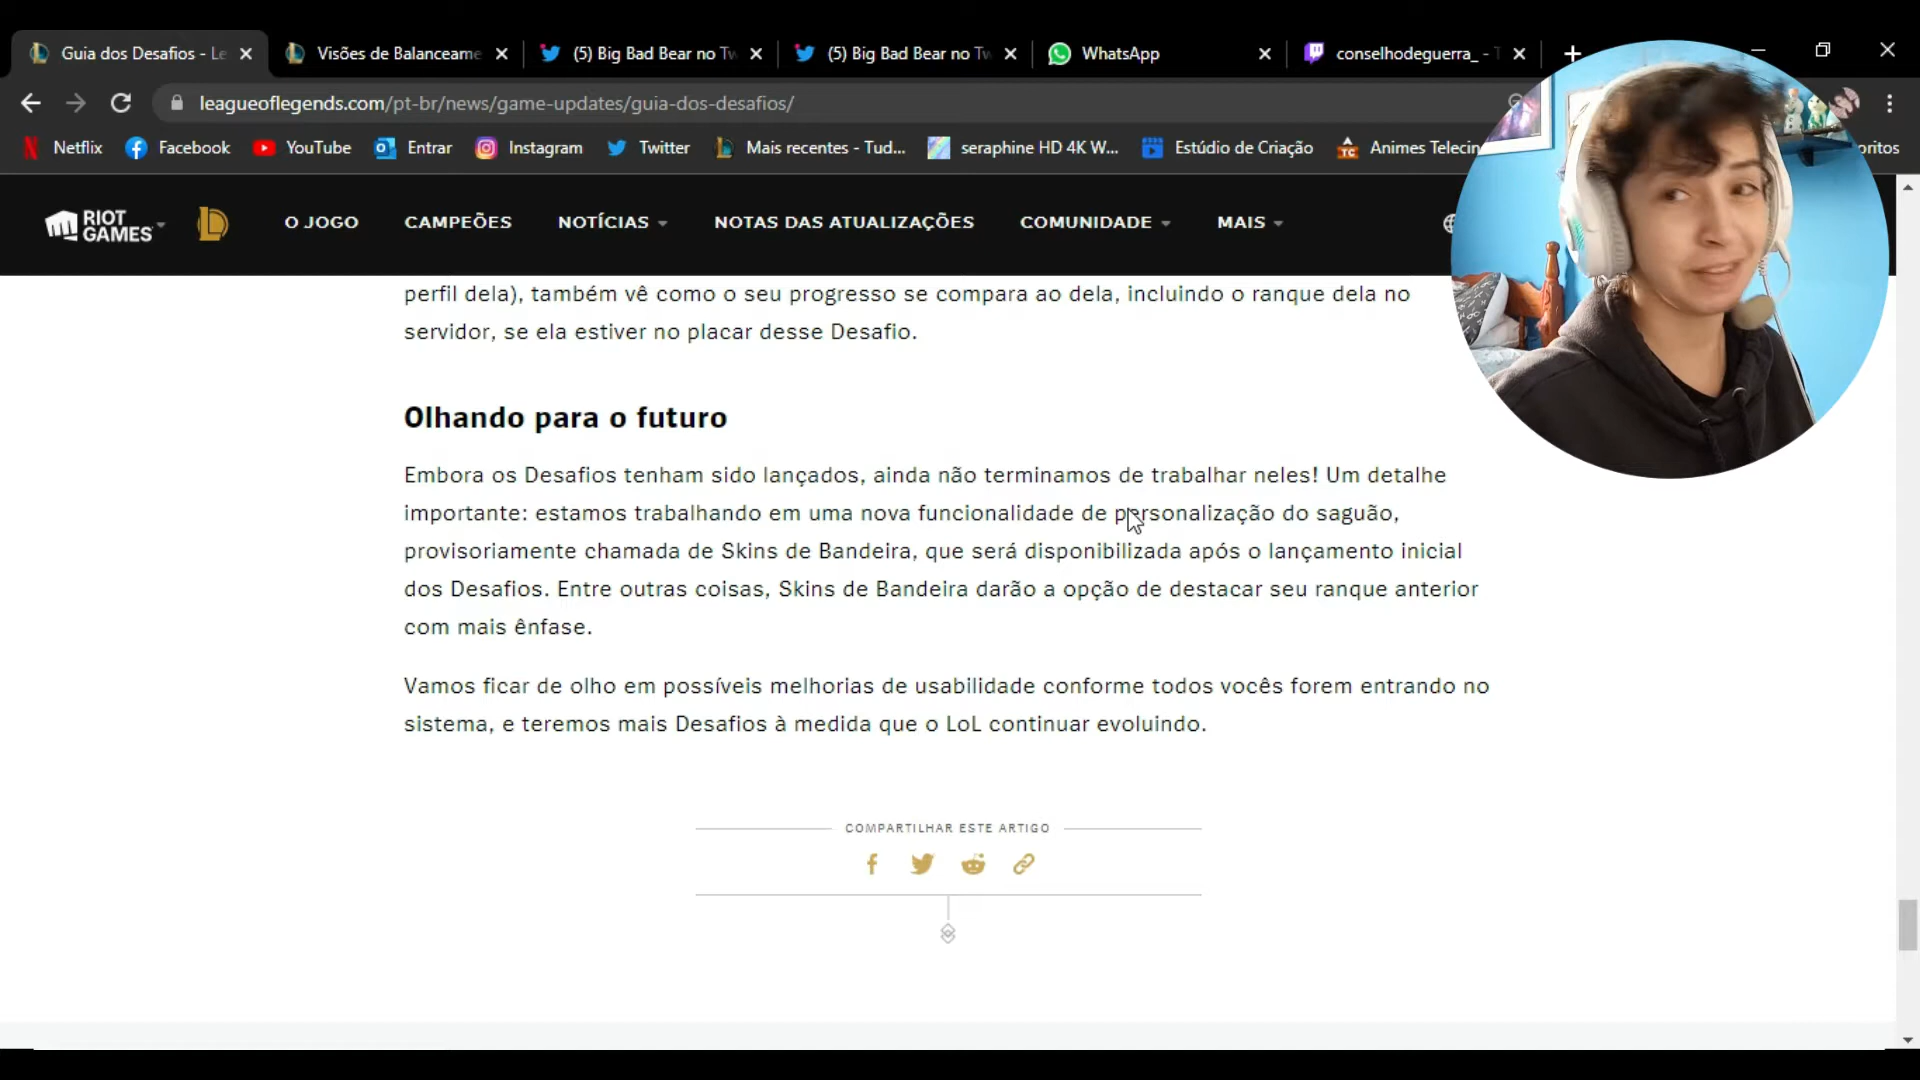 Guia dos Desafios - Le
Visões de Balanceame
(5) Big Bad Bear no Tw
(5) Big Bad Bear no Tw
WhatsApp
conselhodeguerra_ - T
leagueoflegends.com/pt-br/news/game-updates/guia-dos-desafios/
Netflix
Facebook
YouTube
Entrar
Instagram
Twitter
Mais recentes - Tud...
seraphine HD 4K W...
Estúdio de Criação
Animes Telecin
oritos
RIOT
GAMES
O JOGO
CAMPEÕES
NOTÍCIAS
NOTAS DAS ATUALIZAÇÕES
COMUNIDADE
MAIS
perfil dela), também vê como o seu progresso se compara ao dela, incluindo o ranque dela no
servidor, se ela estiver no placar desse Desafio.
Olhando para o futuro
Embora os Desafios tenham sido lançados, ainda não terminamos de trabalhar neles! Um detalhe
importante: estamos trabalhando em uma nova funcionalidade de personalização do saguão,
provisoriamente chamada de Skins de Bandeira, que será disponibilizada após o lançamento inicial
dos Desafios. Entre outras coisas, Skins de Bandeira darão a opção de destacar seu ranque anterior
com mais ênfase.
Vamos ficar de olho em possíveis melhorias de usabilidade conforme todos vocês forem entrando no
sistema, e teremos mais Desafios à medida que o LoL continuar evoluindo.
COMPARTILHAR ESTE ARTIGO